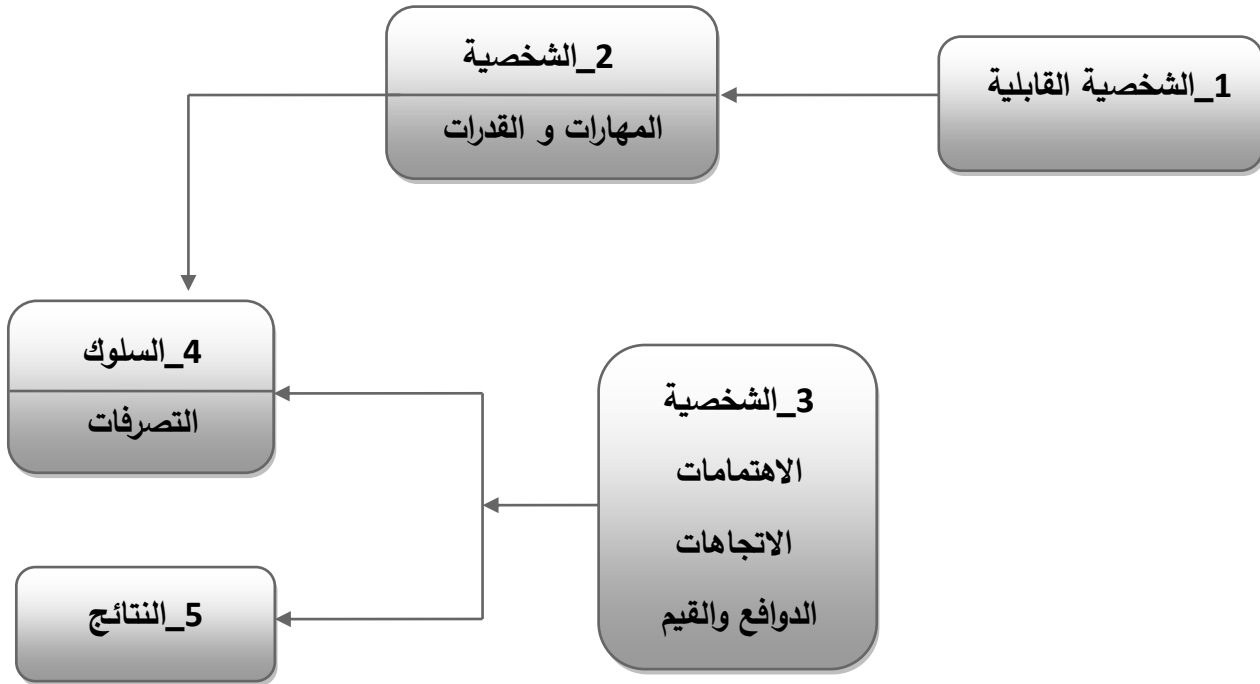 1_الشخصية القابلية
2_الشخصية
المهارات و القدرات
3_الشخصية
الاهتمامات
الاتجاهات
الدوافع والقيم
4_السلوك
التصرفات
5_النتائج